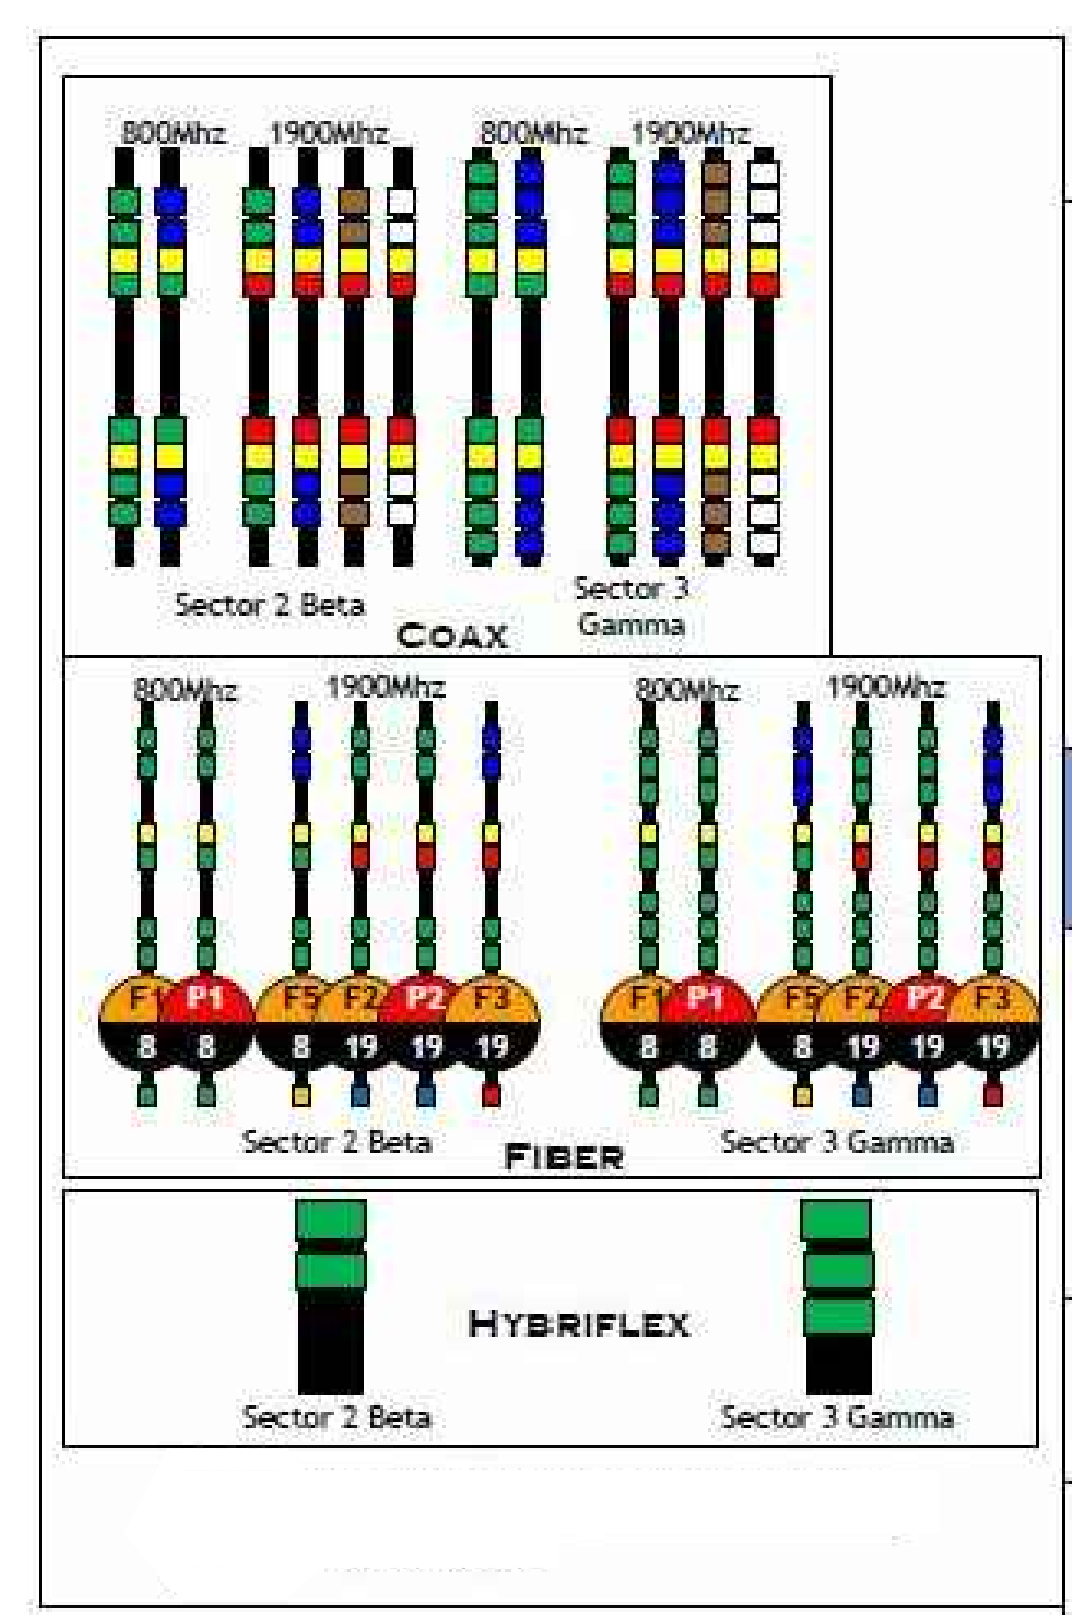 800Mhz 1900Mhz 800Mhz 1900Mhz
Sector 2 Beta
Sector 3
Gamma
COAX
800Mhz 1900Mhz 800Mhz 1900Mhz
F1 P1 F5 F2 P2 F3 F1 P1 F5 F2 P2 F3
8 8 8 19 19 19 8 8 8 19 19 19
Sector 2 Beta Sector 3 Gamma
FIBER
HYBRIFLEX
Sector 2 Beta Sector 3 Gamma